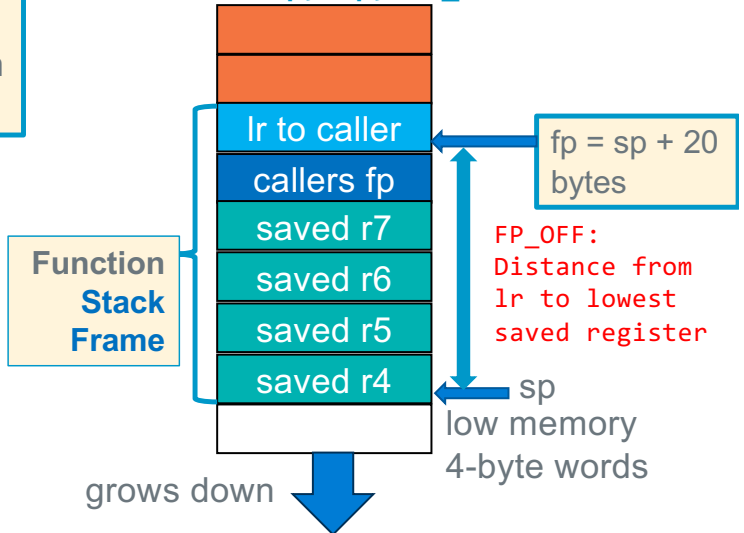 lr to caller
callers fp
saved r7
saved r6
saved r5
saved r4
fp = sp + 20
bytes
FP_OFF:
Distance from
lr to lowest
saved register
Function
Stack
Frame
sp
low memory
4-byte words
grows down